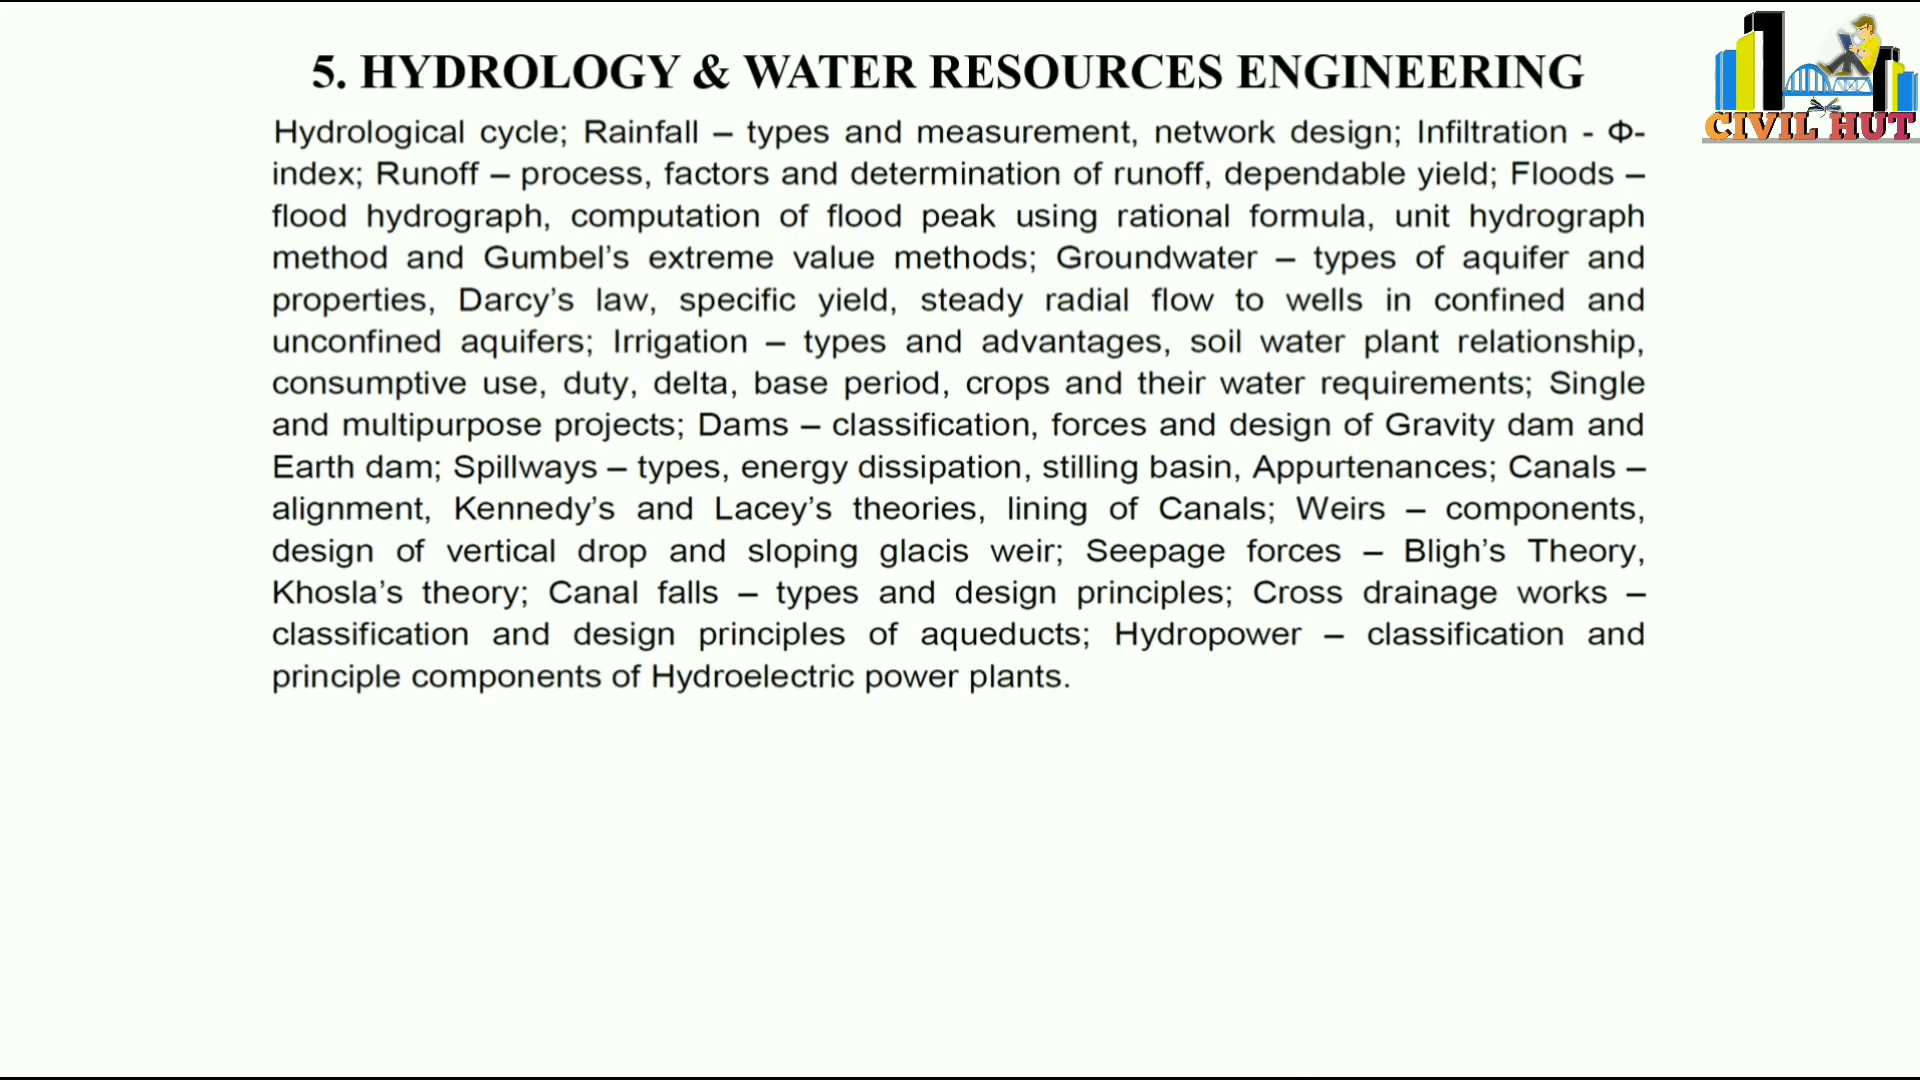 5. HYDROLOGY & WATER RESOURCES ENGINEERING
CIVIL HUT
Hydrological cycle; Rainfall – types and measurement, network design; Infiltration - Φ-
index; Runoff – process, factors and determination of runoff, dependable yield; Floods –
flood hydrograph, computation of flood peak using rational formula, unit hydrograph
method and Gumbel’s extreme value methods; Groundwater – types of aquifer and
properties, Darcy’s law, specific yield, steady radial flow to wells in confined and
unconfined aquifers; Irrigation – types and advantages, soil water plant relationship,
consumptive use, duty, delta, base period, crops and their water requirements; Single
and multipurpose projects; Dams – classification, forces and design of Gravity dam and
Earth dam; Spillways – types, energy dissipation, stilling basin, Appurtenances; Canals –
alignment, Kennedy’s and Lacey’s theories, lining of Canals; Weirs – components,
design of vertical drop and sloping glacis weir; Seepage forces – Bligh’s Theory,
Khosla’s theory; Canal falls – types and design principles; Cross drainage works –
classification and design principles of aqueducts; Hydropower – classification and
principle components of Hydroelectric power plants.